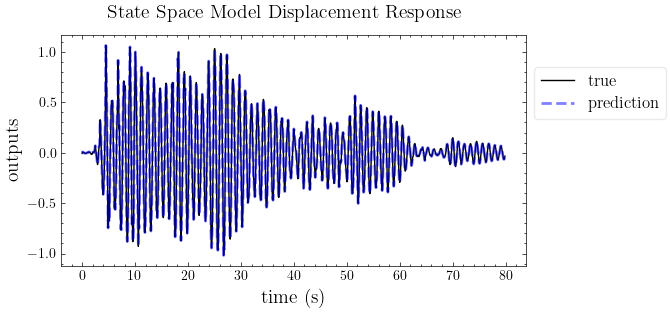 State Space Model Displacement Response
1.0
0.5
0.0
−0.5
−1.0
outputs
0 10 20 30 40 50 60 70 80
time (s)
true
prediction